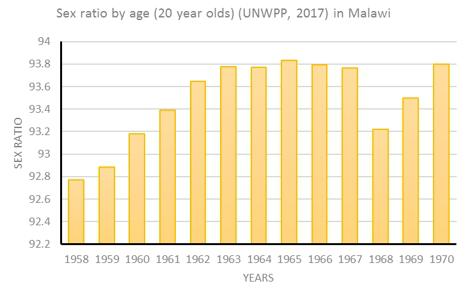 Sex ratio by age (20 year olds) (UNWPP, 2017) in Malawi
94
93.8
93.6
93.4
93.2
93
92.8
92.6
92.4
92.2
SEX RATIO
1958 1959 1960 1961 1962 1963 1964 1965 1966 1967 1968 1969 1970
YEARS